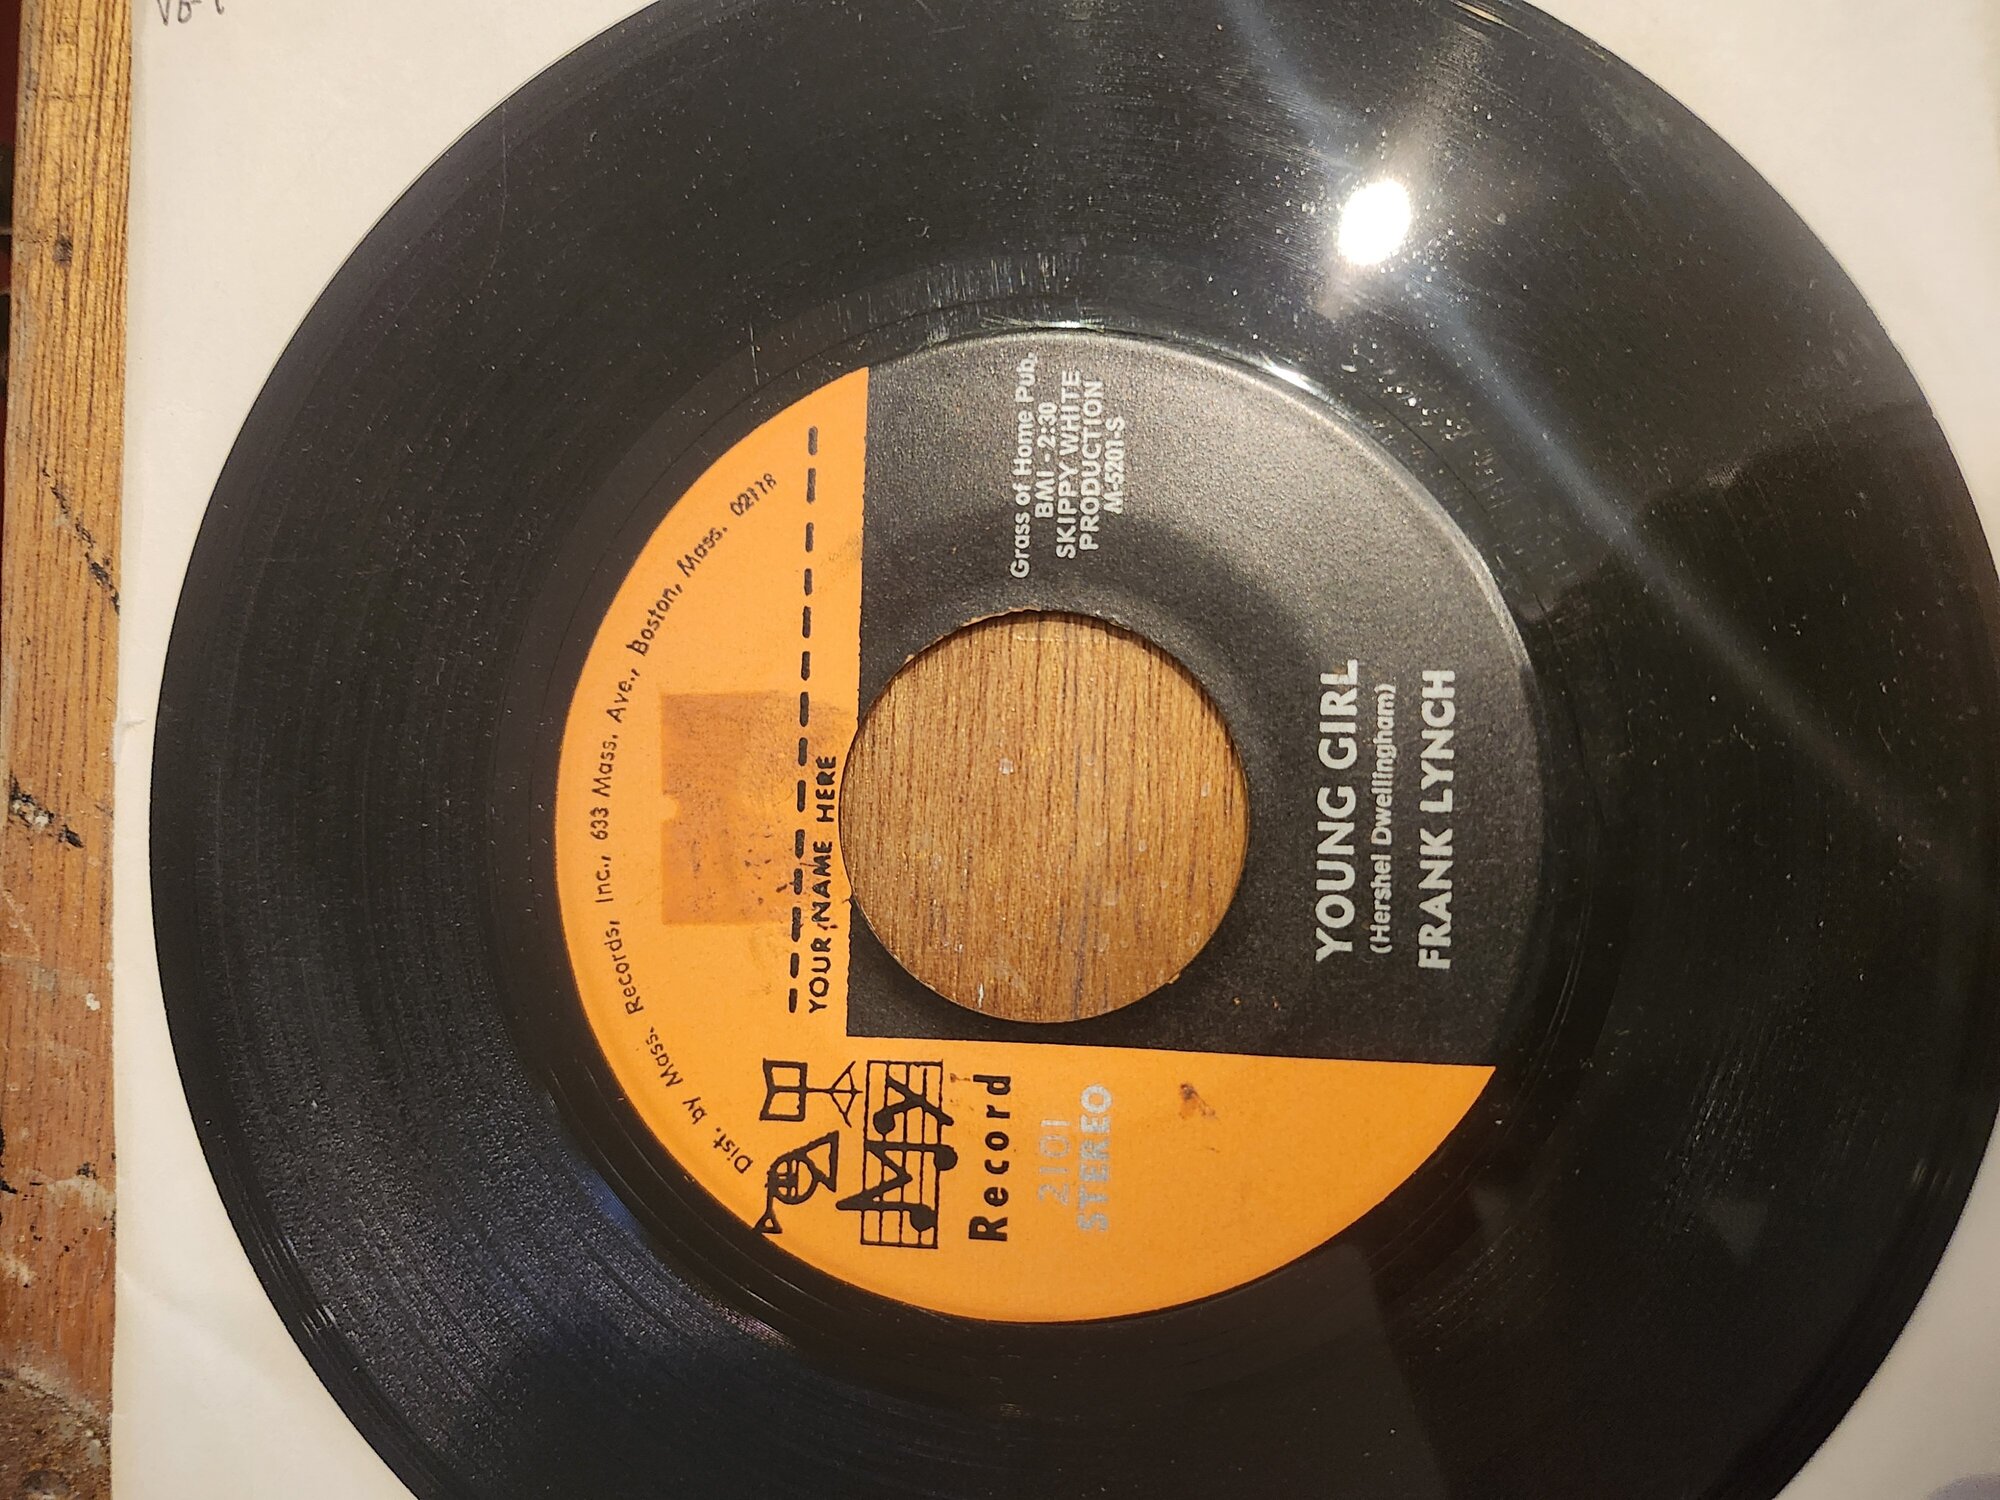 Dist. by Mass. Records, Inc., 633 Mass. Ave., Boston, Mass. 02118
YOUR NAME HERE
My
Record
2101
STEREO
Grass of Home Pub.
BMI - 2:30
SKIPPY WHITE
PRODUCTION
M-5201-S
YOUNG GIRL
(Hershel Dwellingham)
FRANK LYNCH